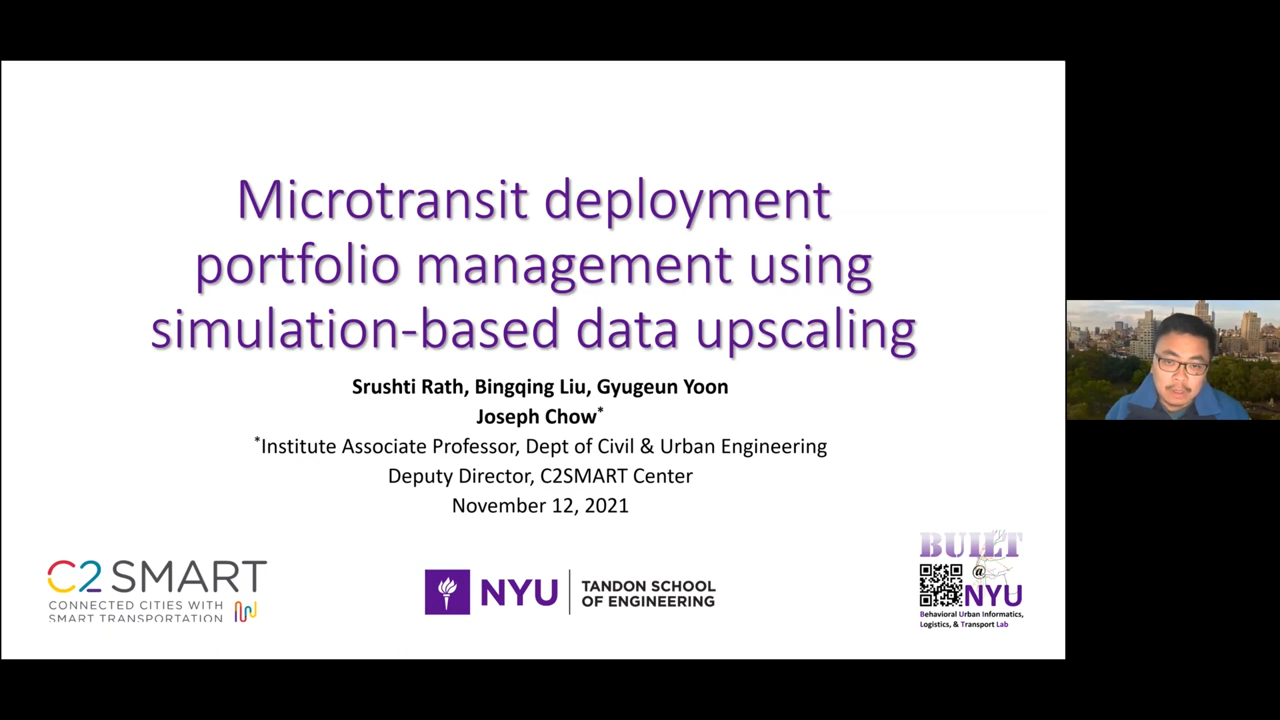 Microtransit deployment
portfolio management using
simulation-based data upscaling
Srushti Rath, Bingqing Liu, Gyugeun Yoon
Joseph Chow*
*Institute Associate Professor, Dept of Civil & Urban Engineering
Deputy Director, C2SMART Center
November 12, 2021
C2SMART
CONNECTED CITIES WITH
SMART TRANSPORTATION
NYU
TANDON SCHOOL
OF ENGINEERING
BUILT
@
NYU
Behavioral Urban Informatics,
Logistics, & Transport Lab